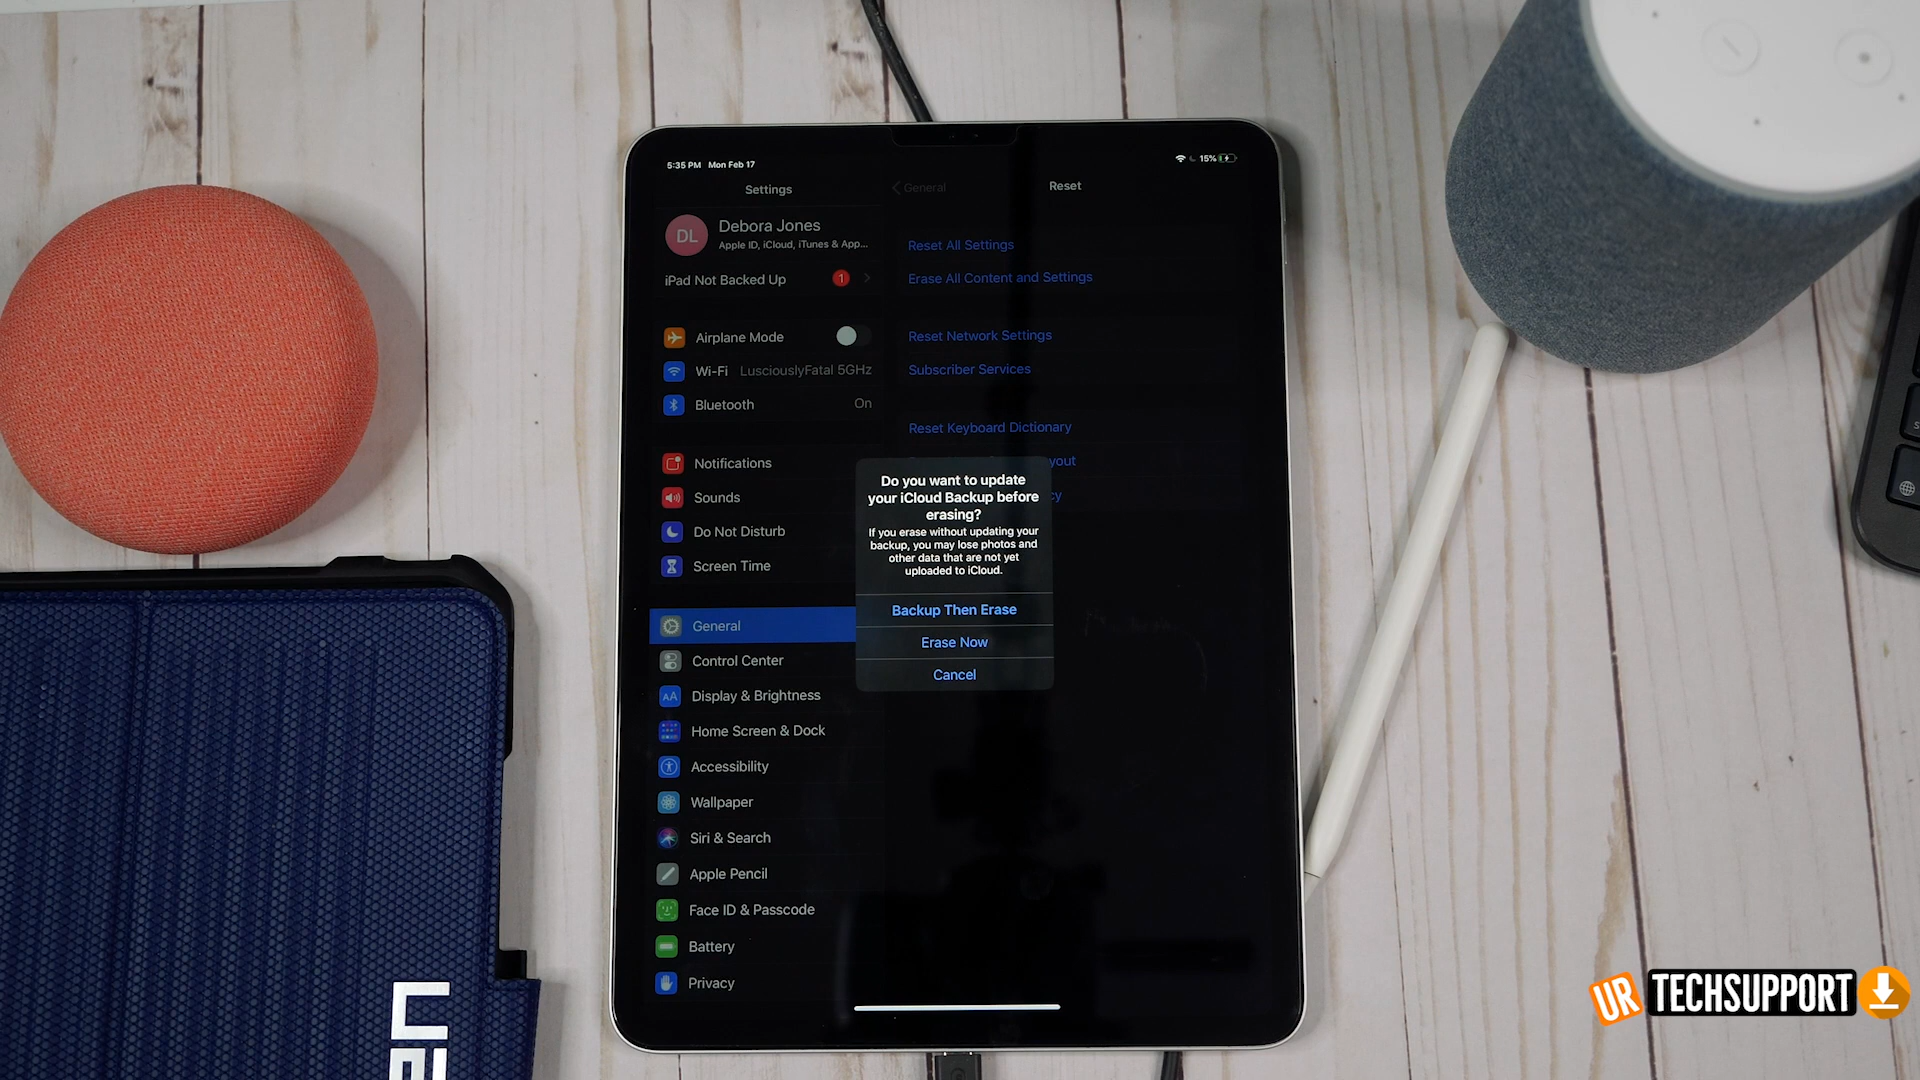 5:35 PM Mon Feb 17
15%
Settings
DL
Debora Jones
Apple ID, iCloud, iTunes & App...
iPad Not Backed Up 1
Airplane Mode
Wi-Fi LusciouslyFatal 5GHz
Bluetooth On
Notifications
Sounds
Do Not Disturb
Screen Time
General
Control Center
AA Display & Brightness
Home Screen & Dock
Accessibility
Wallpaper
Siri & Search
Apple Pencil
Face ID & Passcode
Battery
Privacy
General
Reset
Reset All Settings
Erase All Content and Settings
Reset Network Settings
Subscriber Services
Reset Keyboard Dictionary
Do you want to update
your iCloud Backup before
erasing?
If you erase without updating your
backup, you may lose photos and
other data that are not yet
uploaded to iCloud.
Backup Then Erase
Erase Now
Cancel
UR TECHSUPPORT